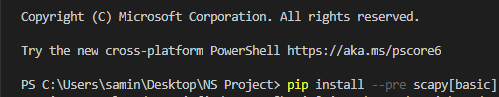 Copyright (C) Microsoft Corporation. All rights reserved.
Try the new cross-platform PowerShell https://aka.ms/pscore6
PS C:\Users\samin\Desktop\NS Project> pip install --pre scapy[basic]